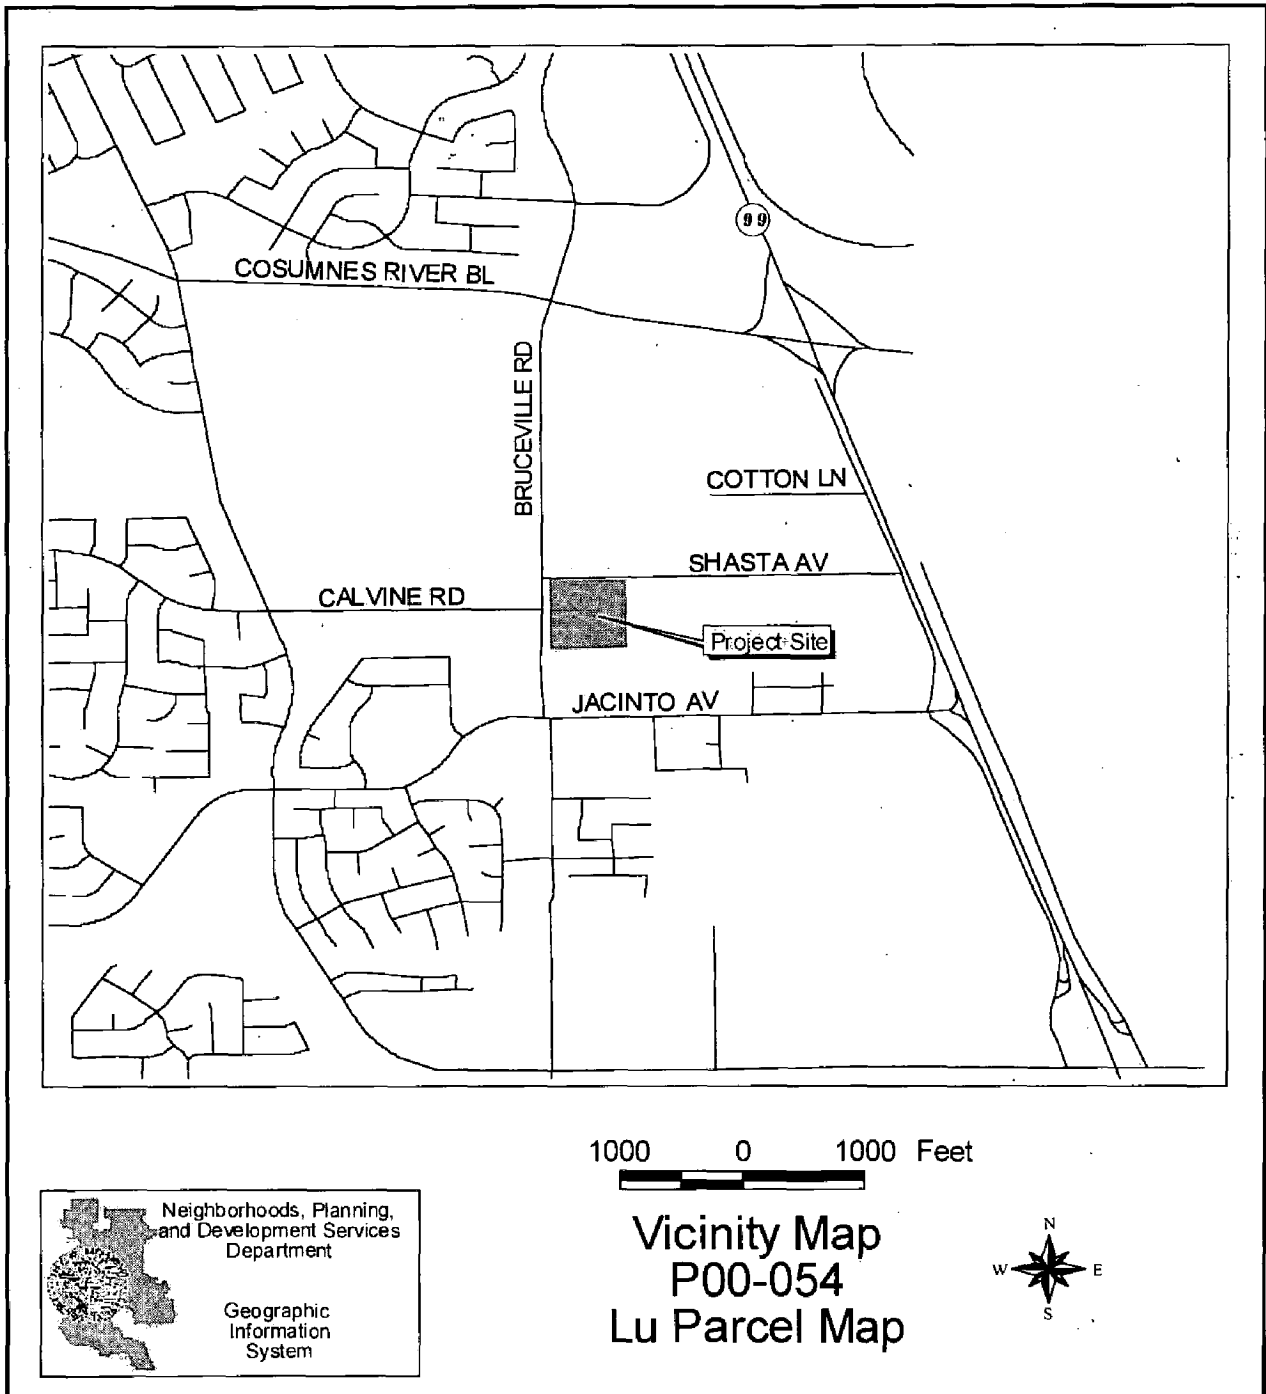 99
COSUMNES RIVER BL
BRUCEVILLE RD
COTTON LN
SHASTA AV
CALVINE RD
Project Site
JACINTO AV
1000 0 1000 Feet
Neighborhoods, Planning,
and Development Services
Department
Geographic
Information
System
Vicinity Map
P00-054
Lu Parcel Map
N
W E
S